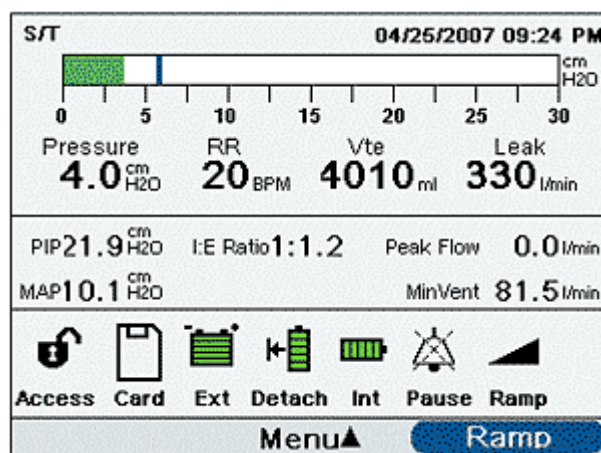 S/T 04/25/2007 09:24 PM
cm H2O
0 5 10 15 20 25 30
Pressure RR Vte Leak
4.0 cm H2O 20 BPM 4010 ml 330 l/min
PIP 21.9 cm H2O I:E Ratio 1:1.2 Peak Flow 0.0 l/min
MAP 10.1 cm H2O MinVent 81.5 l/min
Access Card Ext Detach Int Pause Ramp
Menu▲ Ramp